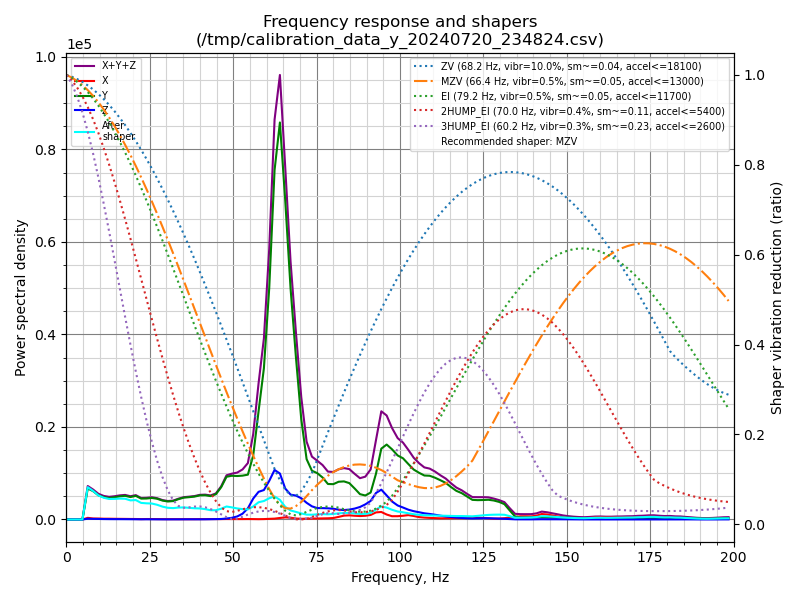 Frequency response and shapers
(/tmp/calibration_data_y_20240720_234824.csv)
1e5
X+Y+Z
X
Y
Z
After
shaper
ZV (68.2 Hz, vibr=10.0%, sm~=0.04, accel<=18100)
MZV (66.4 Hz, vibr=0.5%, sm~=0.05, accel<=13000)
EI (79.2 Hz, vibr=0.5%, sm~=0.05, accel<=11700)
2HUMP_EI (70.0 Hz, vibr=0.4%, sm~=0.11, accel<=5400)
3HUMP_EI (60.2 Hz, vibr=0.3%, sm~=0.23, accel<=2600)
Recommended shaper: MZV
1.0
0.8
0.6
0.4
0.2
0.0
Power spectral density
1.0
0.8
0.6
0.4
0.2
0.0
Shaper vibration reduction (ratio)
0 25 50 75 100 125 150 175 200
Frequency, Hz